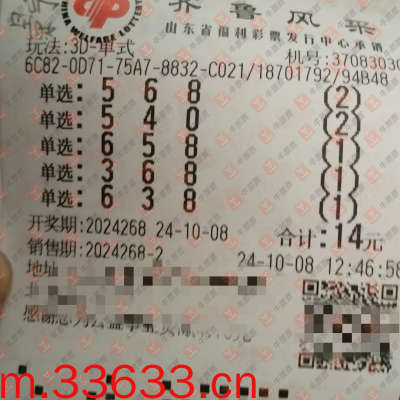 CHINA WELFARE LOTTERY
齐鲁风采
山东省福利彩票发行中心承销
玩法:3D-单式
机号:3708303
6C82-0D71-75A7-8832-C021/18701792/94B48
单选: 5 6 8 (2)
单选: 5 4 0 (2)
单选: 6 5 8 (1)
单选: 3 6 8 (1)
单选: 6 3 8 (1)
开奖期:2024268 24-10-08 合计:14元
销售期:2024268-2 24-10-08 12:46:58
地址
m.33633.cn